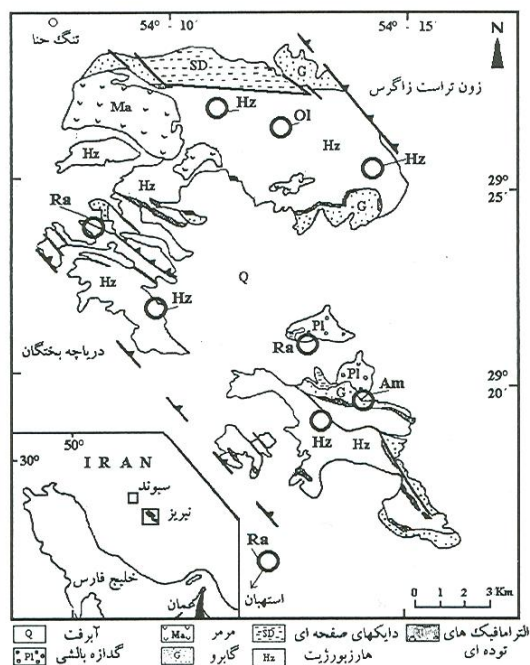 54° 10'
54° 15'
تنگ حنا
N
SD
G
زون تراست زاگرس
Ma
Hz
Ol
Hz
Hz
Hz
Hz
Ra
G
29°
25'
Q
Hz
Hz
Pl
Ra
دریاچه بختگان
Pl
Am
G
29°
20'
Hz
Hz
50°
30°
IRAN
سیوند
نیریز
خلیج فارس
عمان
Ra
استهبان
0 1 2 3 Km
Q آبرفت
Ma مرمر
SD دایکهای صفحه ای
الترامافیک های توده ای
Pl گدازه بالشی
G گابرو
Hz هارزبورژیت